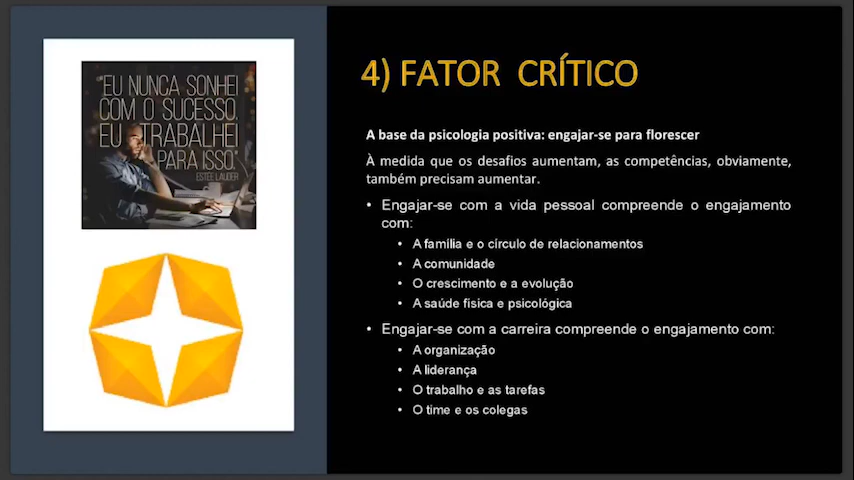 "EU NUNCA SONHEI
COM O SUCESSO.
EU TRABALHEI
PARA ISSO."
ESTÉE LAUDER
4) FATOR CRÍTICO
A base da psicologia positiva: engajar-se para florescer
À medida que os desafios aumentam, as competências, obviamente,
também precisam aumentar.
• Engajar-se com a vida pessoal compreende o engajamento
com:
• A família e o círculo de relacionamentos
• A comunidade
• O crescimento e a evolução
• A saúde física e psicológica
• Engajar-se com a carreira compreende o engajamento com:
• A organização
• A liderança
• O trabalho e as tarefas
• O time e os colegas